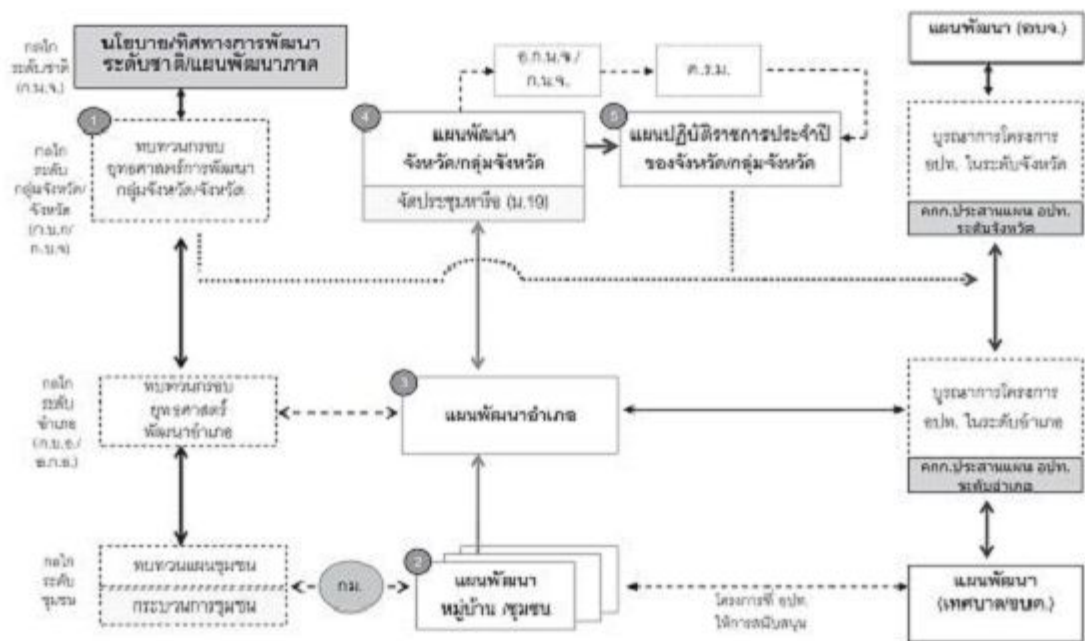 กลไก
ระดับชาติ
(ก.น.จ.)
นโยบาย/ทิศทางการพัฒนา
ระดับชาติ/แผนพัฒนาภาค
อ.ก.น.จ/
ก.น.จ.
ค.ร.ม.
แผนพัฒนา (อบจ.)
กลไก
ระดับ
กลุ่มจังหวัด/
จังหวัด
(ก.บ.ก/
ก.บ.จ)
1
ทบทวนกรอบ
ยุทธศาสตร์การพัฒนา
กลุ่มจังหวัด/จังหวัด
4
แผนพัฒนา
จังหวัด/กลุ่มจังหวัด
จัดประชุมหารือ (ม.19)
5
แผนปฏิบัติราชการประจำปี
ของจังหวัด/กลุ่มจังหวัด
บูรณาการโครงการ
อปท. ในระดับจังหวัด
คกก.ประสานแผน อปท.
ระดับจังหวัด
กลไก
ระดับ
อำเภอ
(ก.บ.อ./
อ.ก.อ.)
ทบทวนกรอบ
ยุทธศาสตร์
พัฒนาอำเภอ
3
แผนพัฒนาอำเภอ
บูรณาการโครงการ
อปท. ในระดับอำเภอ
คกก.ประสานแผน อปท.
ระดับอำเภอ
กลไก
ระดับ
ชุมชน
ทบทวนแผนชุมชน
กระบวนการชุมชน
กม.
2
แผนพัฒนา
หมู่บ้าน /ชุมชน
โครงการที่ อปท.
ให้การสนับสนุน
แผนพัฒนา
(เทศบาล/อบต.)